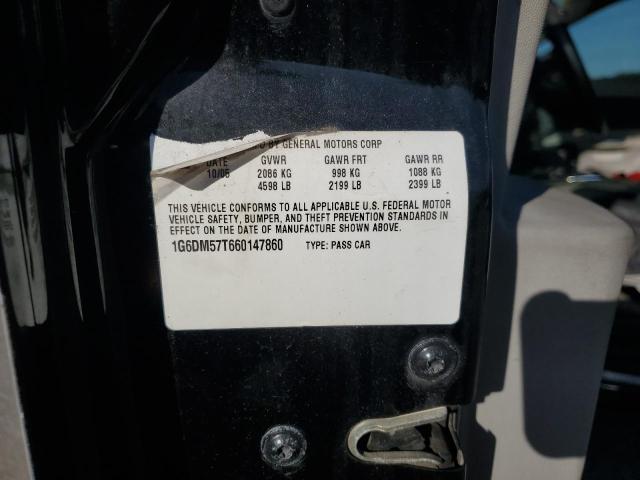 BY GENERAL MOTORS CORP
DATE GVWR GAWR FRT GAWR RR
10/05 2086 KG 998 KG 1088 KG
4598 LB 2199 LB 2399 LB
THIS VEHICLE CONFORMS TO ALL APPLICABLE U.S. FEDERAL MOTOR
VEHICLE SAFETY, BUMPER, AND THEFT PREVENTION STANDARDS IN
EFFECT ON THE DATE OF MANUFACTURE SHOWN ABOVE.
1G6DM57T660147860 TYPE: PASS CAR